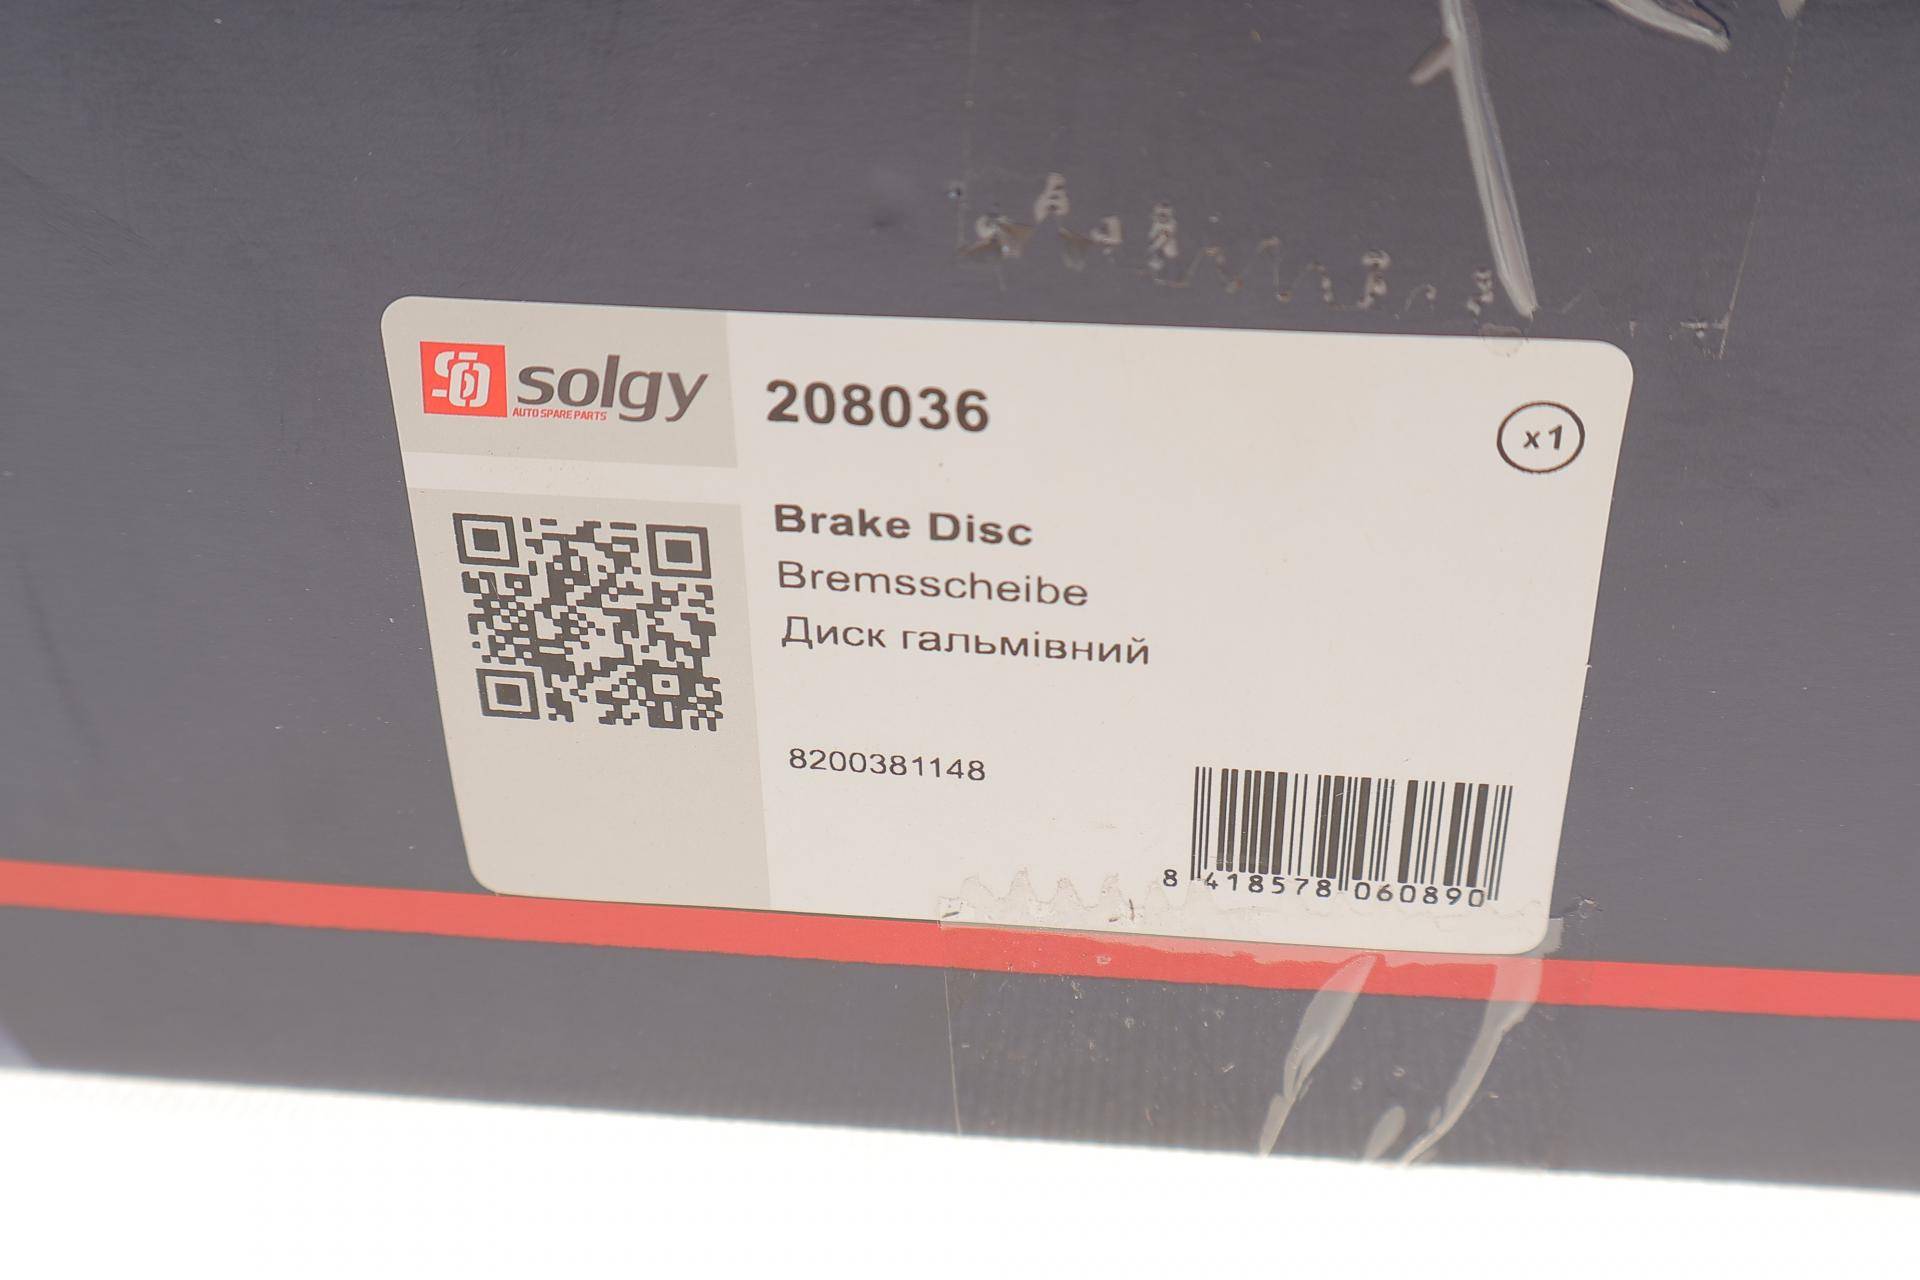 solgy
AUTO SPARE PARTS
208036
x1
Brake Disc
Bremsscheibe
Диск гальмівний
8200381148
8 418578 060890